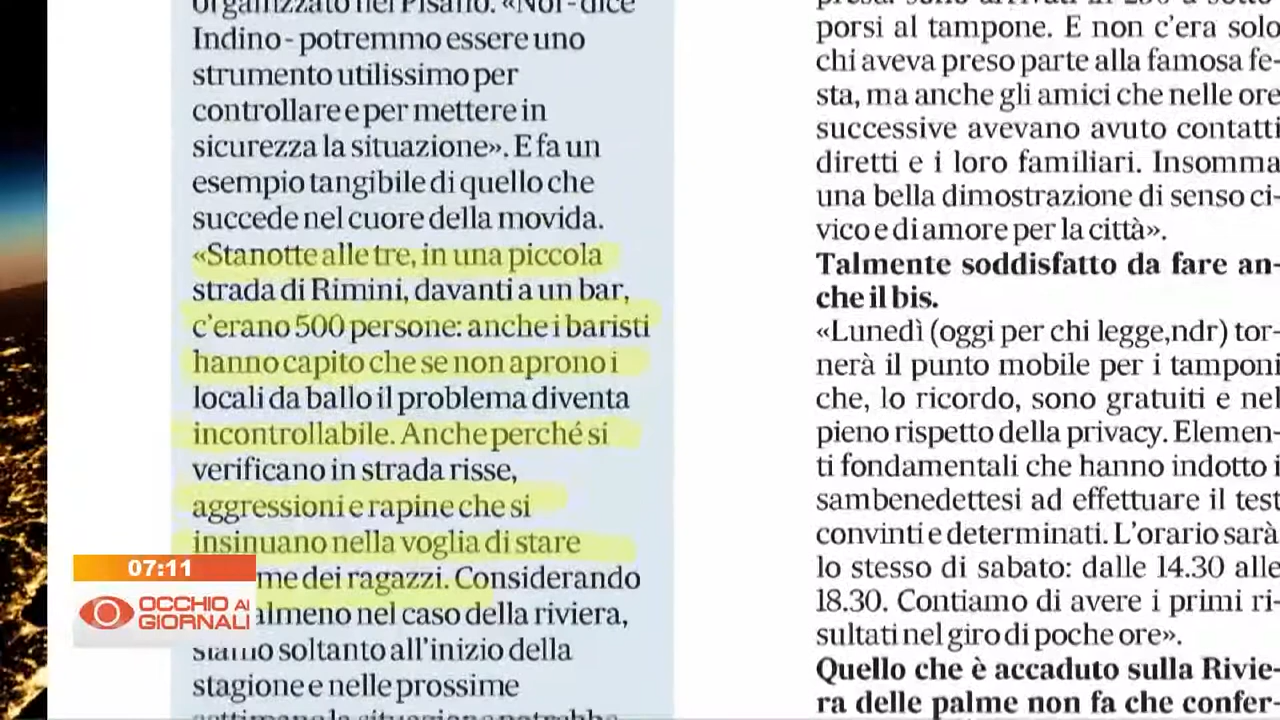 organizzato nel Pisano. «Noi - dice
Indino - potremmo essere uno
strumento utilissimo per
controllare e per mettere in
sicurezza la situazione». E fa un
esempio tangibile di quello che
succede nel cuore della movida.
«Stanotte alle tre, in una piccola
strada di Rimini, davanti a un bar,
c'erano 500 persone: anche i baristi
hanno capito che se non aprono i
locali da ballo il problema diventa
incontrollabile. Anche perché si
verificano in strada risse,
aggressioni e rapine che si
insinuano nella voglia di stare
me dei ragazzi. Considerando
almeno nel caso della riviera,
siamo soltanto all'inizio della
stagione e nelle prossime
porsi al tampone. E non c'era solo
chi aveva preso parte alla famosa fe-
sta, ma anche gli amici che nelle ore
successive avevano avuto contatti
diretti e i loro familiari. Insomma
una bella dimostrazione di senso ci-
vico e di amore per la città».
Talmente soddisfatto da fare an-
che il bis.
«Lunedì (oggi per chi legge,ndr) tor-
nerà il punto mobile per i tamponi
che, lo ricordo, sono gratuiti e nel
pieno rispetto della privacy. Elemen-
ti fondamentali che hanno indotto i
sambenedettesi ad effettuare il test
convinti e determinati. L'orario sarà
lo stesso di sabato: dalle 14.30 alle
18.30. Contiamo di avere i primi ri-
sultati nel giro di poche ore».
Quello che è accaduto sulla Rivie-
ra delle palme non fa che confer-
07:11
OCCHIO AI
GIORNALI